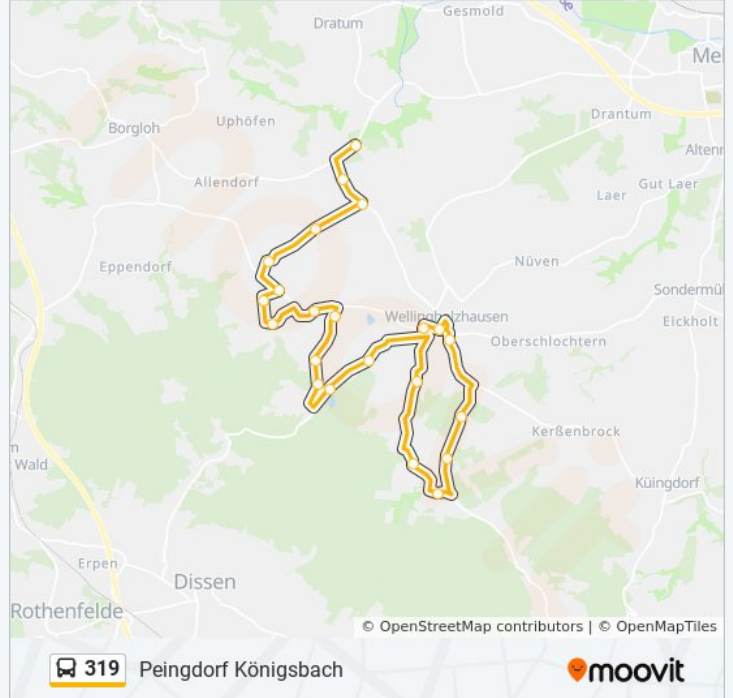 Gesmold
Dratum
Mel
Drantum
Borgloh
Uphöfen
Altenr
Allendorf
Gut Laer
Laer
Eppendorf
Nüven
Sondermü
Wellingholzhausen
Eickholt
Oberschlochtern
Kerßenbrock
Wald
Küingdorf
Erpen
Dissen
Rothenfelde
© OpenStreetMap contributors | © OpenMapTiles
319 Peingdorf Königsbach
moovit